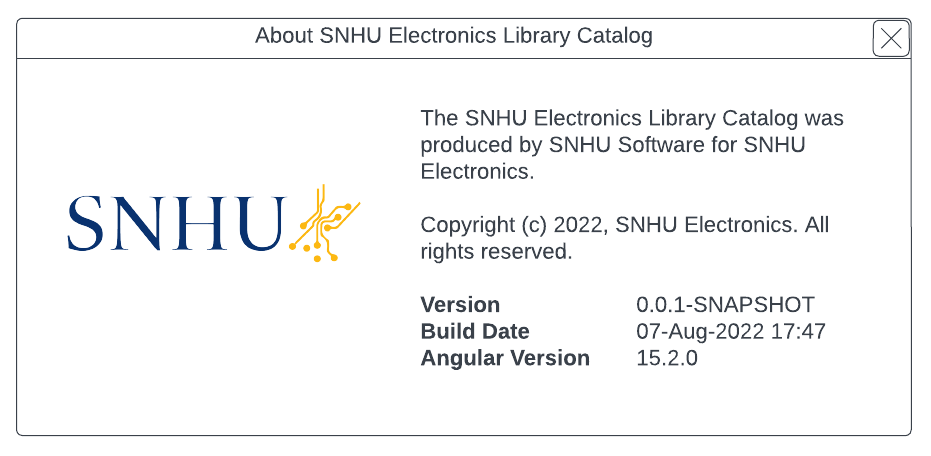 About SNHU Electronics Library Catalog
SNHU
The SNHU Electronics Library Catalog was
produced by SNHU Software for SNHU
Electronics.
Copyright (c) 2022, SNHU Electronics. All
rights reserved.
Version 0.0.1-SNAPSHOT
Build Date 07-Aug-2022 17:47
Angular Version 15.2.0